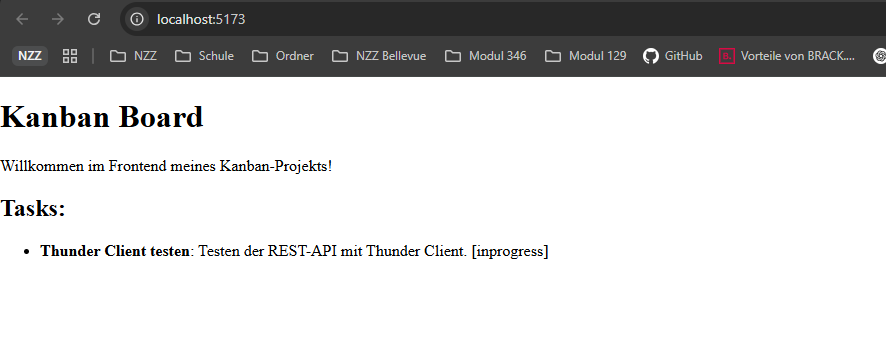 localhost:5173
NZZ NZZ Schule Ordner NZZ Bellevue Modul 346 Modul 129 GitHub B. Vorteile von BRACK....
Kanban Board
Willkommen im Frontend meines Kanban-Projekts!
Tasks:
• Thunder Client testen: Testen der REST-API mit Thunder Client. [inprogress]